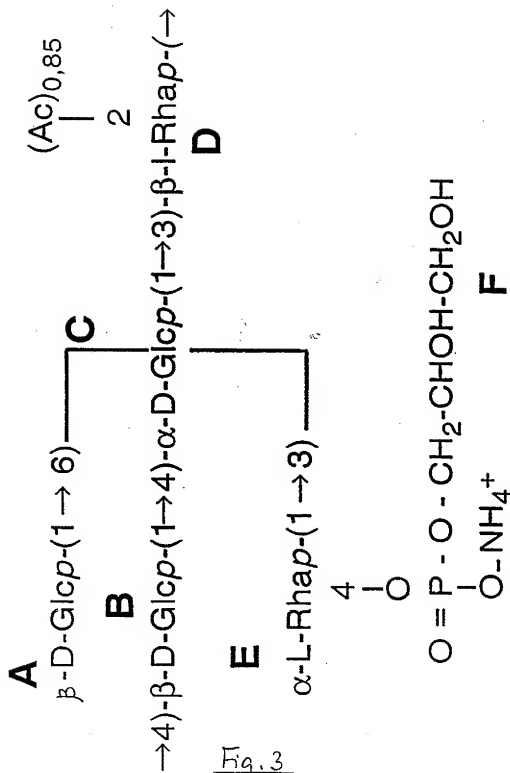 A
β-D-Glcp-(1→ 6)
C
(Ac)0,85
|
2
B
→4)-β-D-Glcp-(1→4)-α-D-Glcp-(1→3)-β-l-Rhap-(→
D
E
α-L-Rhap-(1→3)
4
|
O
O = P - O - CH2-CHOH-CH2OH
|
O-NH4+
F
Fig. 3